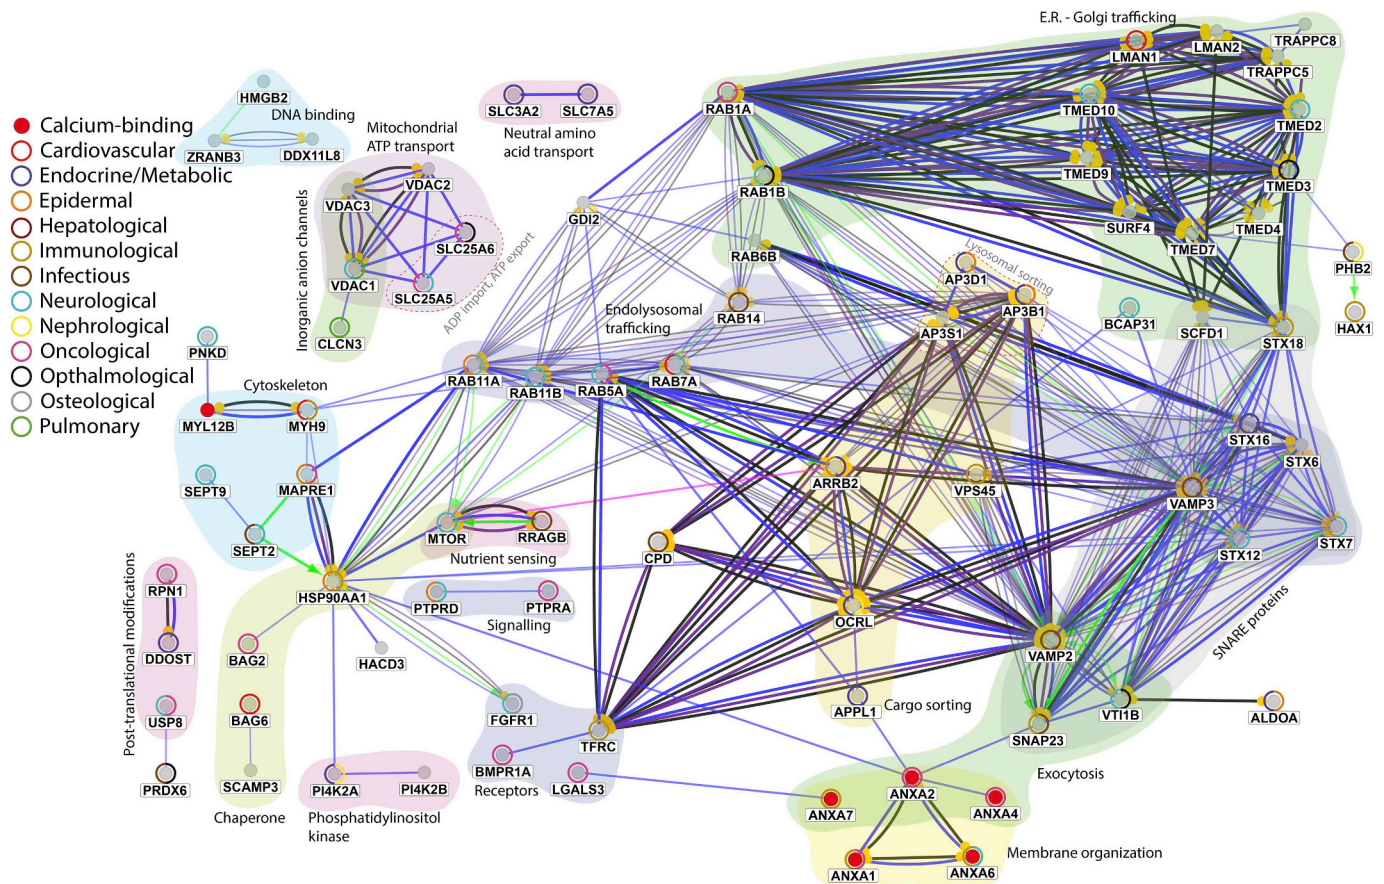 E.R. - Golgi trafficking
TRAPPC8
LMAN2
LMAN1
TRAPPC5
HMGB2
SLC3A2
SLC7A5
RAB1A
TMED10
TMED2
DNA binding
Calcium-binding
Mitochondrial
ATP transport
Neutral amino
acid transport
ZRANB3
DDX11L8
Cardiovascular
Endocrine/Metabolic
VDAC2
RAB1B
TMED9
TMED3
Epidermal
VDAC3
GDI2
Hepatological
SURF4
TMED4
Immunological
SLC25A6
RAB6B
TMED7
Infectious
Inorganic anion channels
ADP import, ATP export
Lysosomal sorting
PHB2
Neurological
VDAC1
SLC25A5
AP3D1
Nephrological
Endolysosomal
trafficking
RAB14
AP3B1
BCAP31
SCFD1
HAX1
Oncological
CLCN3
AP3S1
STX18
PNKD
Opthalmological
Osteological
Cytoskeleton
RAB11A
RAB11B
RAB5A
RAB7A
Pulmonary
MYL12B
MYH9
STX16
STX6
SEPT9
MAPRE1
ARRB2
VPS45
VAMP3
MTOR
RRAGB
SEPT2
Nutrient sensing
CPD
STX12
STX7
Post-translational modifications
RPN1
HSP90AA1
PTPRD
PTPRA
Signalling
OCRL
SNARE proteins
DDOST
BAG2
HACD3
VAMP2
USP8
BAG6
FGFR1
TFRC
APPL1
Cargo sorting
VTI1B
ALDOA
SNAP23
BMPR1A
PRDX6
SCAMP3
PI4K2A
PI4K2B
Receptors
LGALS3
Exocytosis
ANXA2
ANXA7
ANXA4
Chaperone
Phosphatidylinositol
kinase
Membrane organization
ANXA1
ANXA6